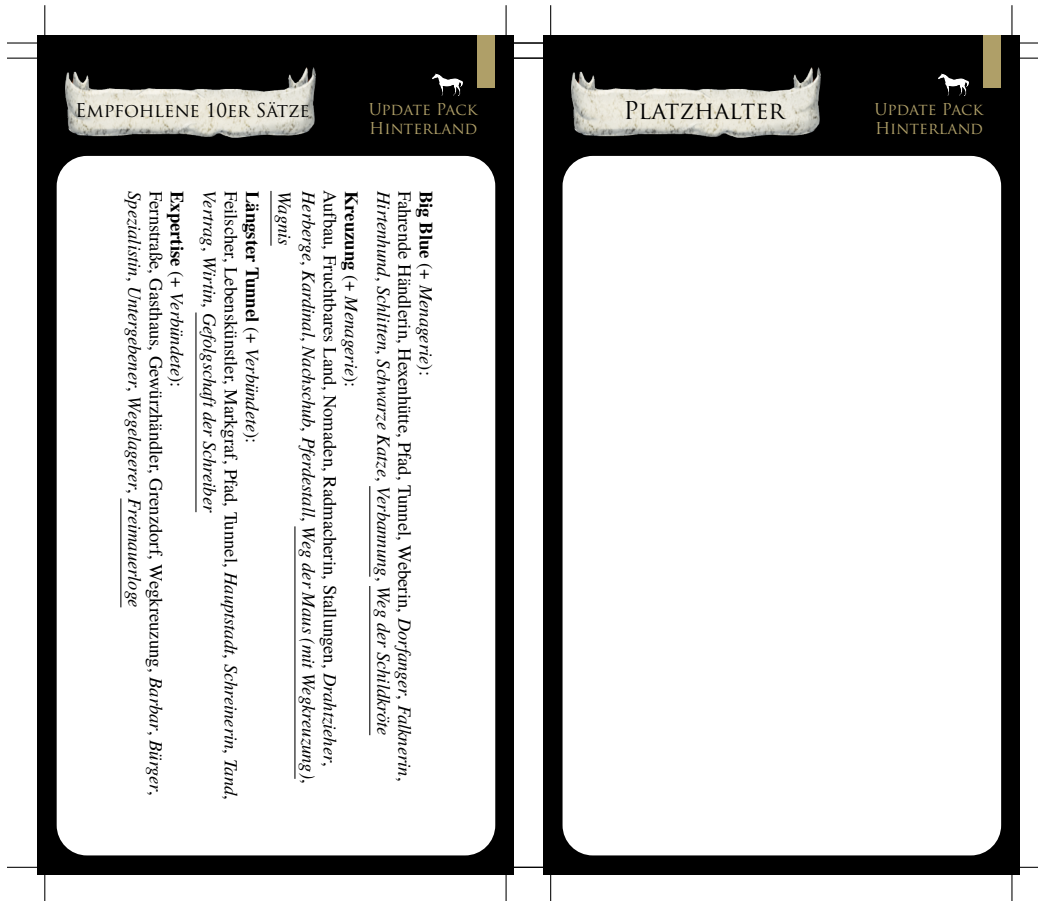 EMPFOHLENE 10ER SÄTZE
UPDATE PACK
HINTERLAND
Big Blue (+ Menagerie):
Fahrende Händlerin, Hexenhütte, Pfad, Tunnel, Weberin, Dorfanger, Falknerin,
Hirtenhund, Schlitten, Schwarze Katze, Verbannung, Weg der Schildkröte
Kreuzung (+ Menagerie):
Aufbau, Fruchtbares Land, Nomaden, Radmacherin, Stallungen, Drahtzieher,
Herberge, Kardinal, Nachschub, Pferdestall, Weg der Maus (mit Wegkreuzung),
Wagnis
Längster Tunnel (+ Verbündete):
Feilscher, Lebenskünstler, Markgraf, Pfad, Tunnel, Hauptstadt, Schreinerin, Tand,
Vertrag, Wirtin, Gefolgschaft der Schreiber
Expertise (+ Verbündete):
Fernstraße, Gasthaus, Gewürzhändler, Grenzdorf, Wegkreuzung, Barbar, Bürger,
Spezialistin, Untergebener, Wegelagerer, Freimauerloge
PLATZHALTER
UPDATE PACK
HINTERLAND